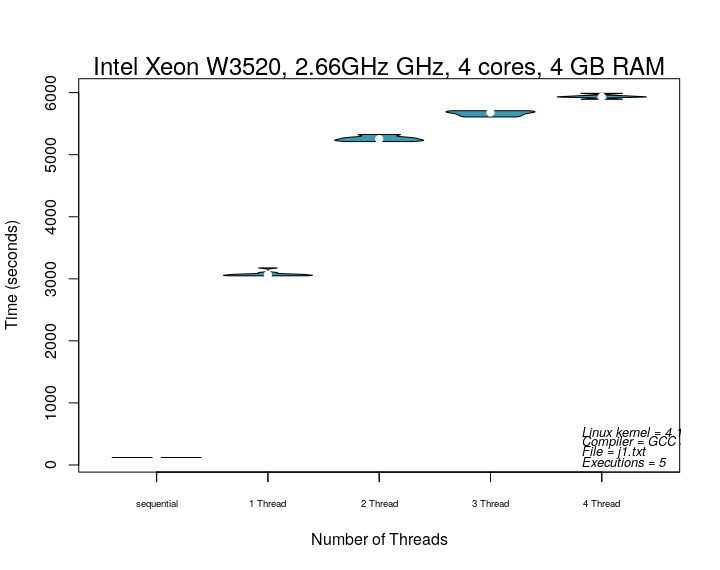 Intel Xeon W3520, 2.66GHz GHz, 4 cores, 4 GB RAM
6000
5000
4000
3000
2000
1000
0
Time (seconds)
Linux kernel = 4.1
Compiler = GCC
File = j1.txt
Executions = 5
sequential
1 Thread
2 Thread
3 Thread
4 Thread
Number of Threads